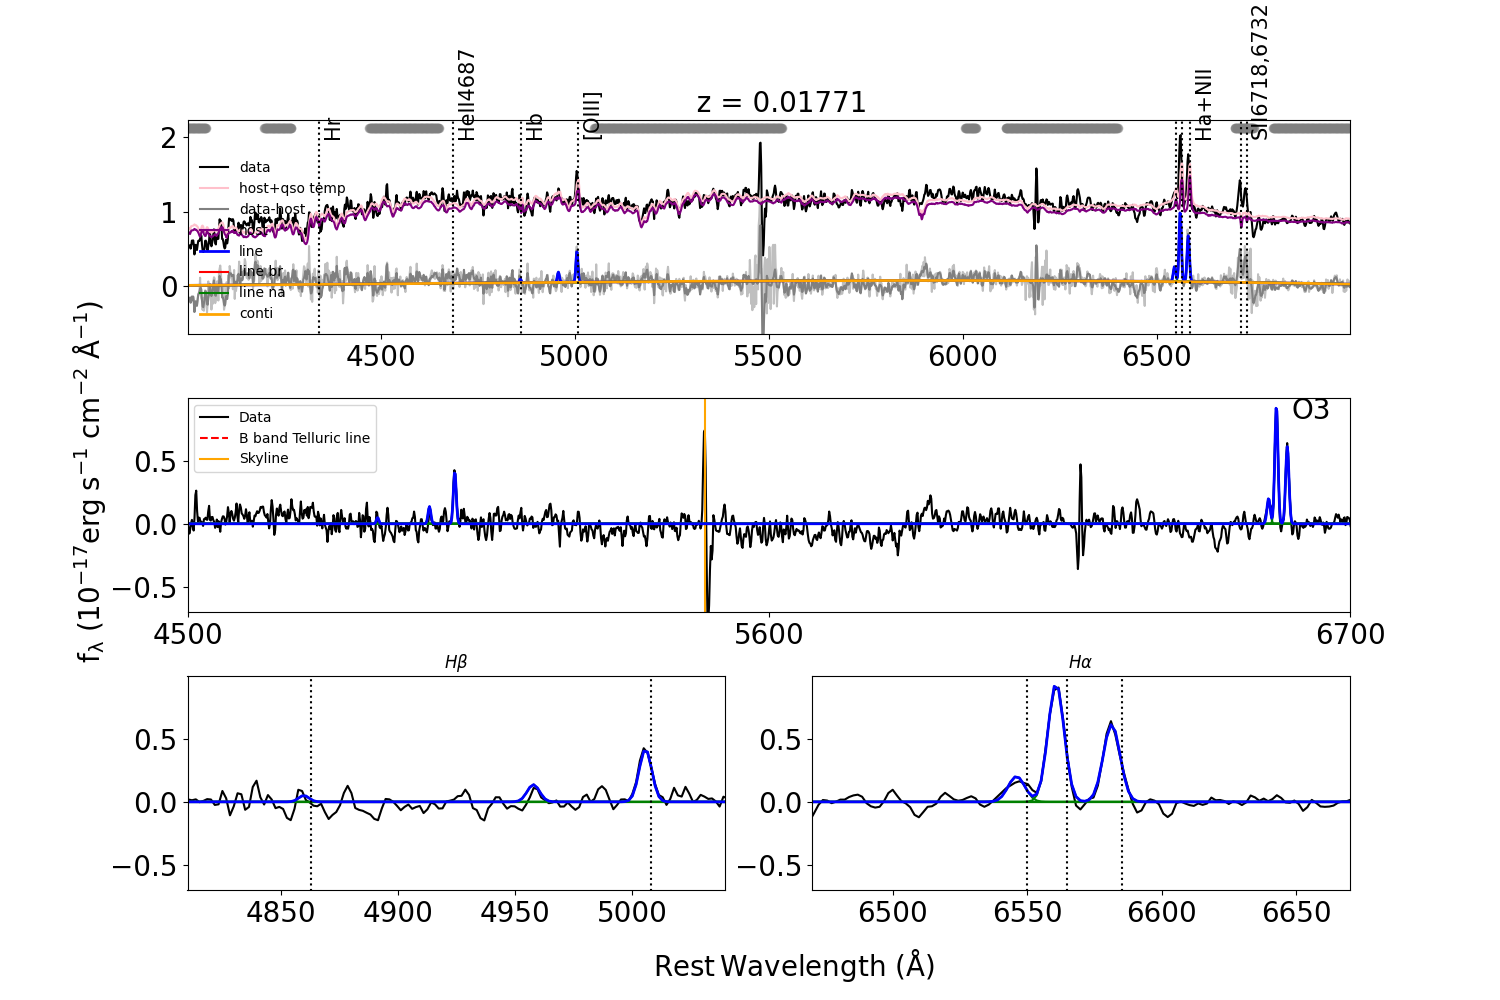 z = 0.01771
Hr
HeII4687
Hb
[OIII]
Ha+NII
SII6718,6732
data
host+qso temp
data-host
host
line
line br
line na
conti
2
1
0
4500 5000 5500 6000 6500
fλ (10−17erg s−1 cm−2 Å−1)
Data
B band Telluric line
Skyline
O3
0.5
0.0
−0.5
4500 5600 6700
Hβ
0.5
0.0
−0.5
4850 4900 4950 5000
Hα
0.5
0.0
−0.5
6500 6550 6600 6650
Rest Wavelength (Å)